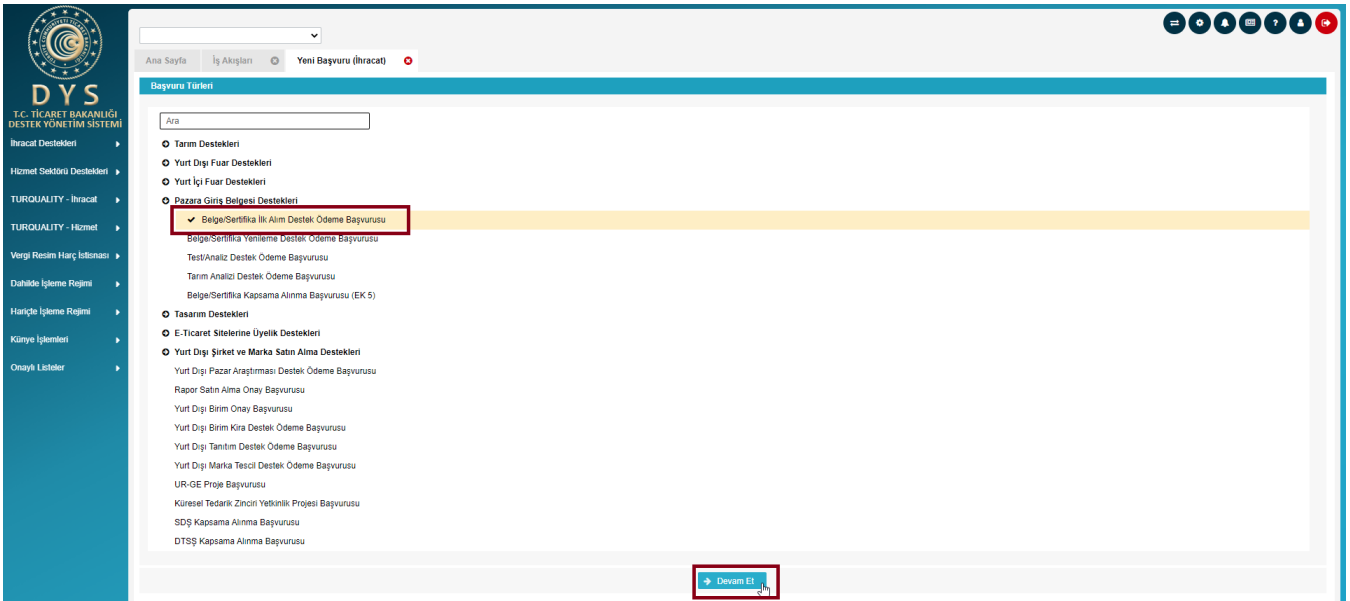 DYS
T.C. TİCARET BAKANLIĞI
DESTEK YÖNETİM SİSTEMİ
İhracat Destekleri
Hizmet Sektörü Destekleri
TURQUALITY - İhracat
TURQUALITY - Hizmet
Vergi Resim Harç İstisnası
Dahilde İşleme Rejimi
Hariçte İşleme Rejimi
Künye İşlemleri
Onaylı Listeler
Ana Sayfa İş Akışları Yeni Başvuru (İhracat)
Başvuru Türleri
Ara
Tarım Destekleri
Yurt Dışı Fuar Destekleri
Yurt İçi Fuar Destekleri
Pazara Giriş Belgesi Destekleri
Belge/Sertifika İlk Alım Destek Ödeme Başvurusu
Belge/Sertifika Yenileme Destek Ödeme Başvurusu
Test/Analiz Destek Ödeme Başvurusu
Tarım Analizi Destek Ödeme Başvurusu
Belge/Sertifika Kapsama Alınma Başvurusu (EK 5)
Tasarım Destekleri
E-Ticaret Sitelerine Üyelik Destekleri
Yurt Dışı Şirket ve Marka Satın Alma Destekleri
Yurt Dışı Pazar Araştırması Destek Ödeme Başvurusu
Rapor Satın Alma Onay Başvurusu
Yurt Dışı Birim Onay Başvurusu
Yurt Dışı Birim Kira Destek Ödeme Başvurusu
Yurt Dışı Tanıtım Destek Ödeme Başvurusu
Yurt Dışı Marka Tescil Destek Ödeme Başvurusu
UR-GE Proje Başvurusu
Küresel Tedarik Zinciri Yetkinlik Projesi Başvurusu
SDŞ Kapsama Alınma Başvurusu
DTSŞ Kapsama Alınma Başvurusu
Devam Et